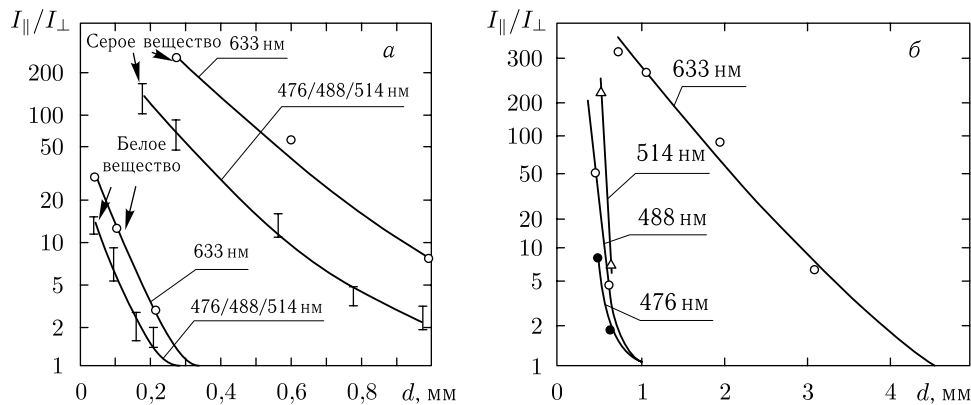 I∥/I⊥
а
Серое вещество
633 нм
476/488/514 нм
Белое
вещество
633 нм
476/488/514 нм
200
100
50
20
10
5
2
1
0 0,2 0,4 0,6 0,8 d, мм
I∥/I⊥
б
633 нм
514 нм
488 нм
476 нм
300
200
100
50
20
10
5
2
1
0 1 2 3 4 d, мм